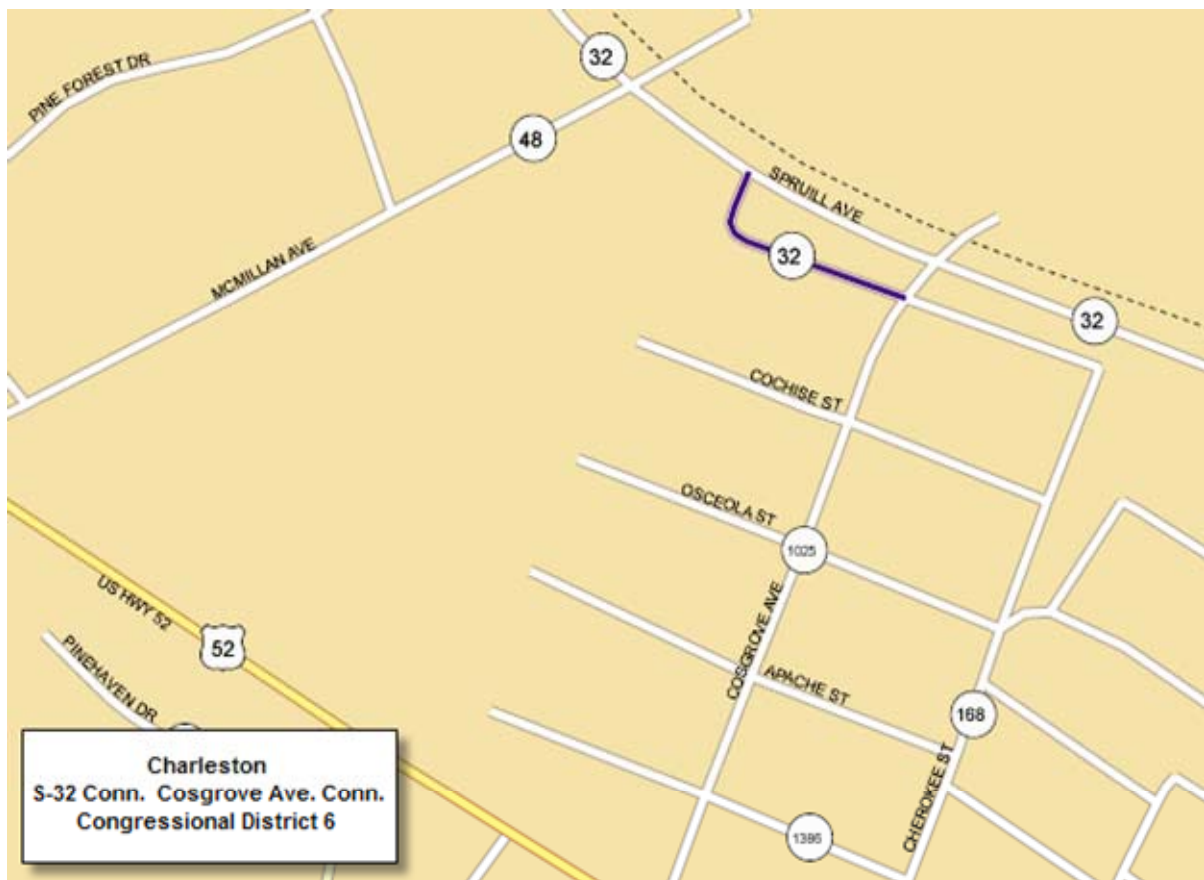 32
PINE FOREST DR
48
SPRUILL AVE
MCMILLAN AVE
32
32
COCHISE ST
OSCEOLA ST
1025
US HWY 52
52
COSGROVE AVE
PINEHAVEN DR
APACHE ST
168
CHEROKEE ST
Charleston
S-32 Conn. Cosgrove Ave. Conn.
Congressional District 6